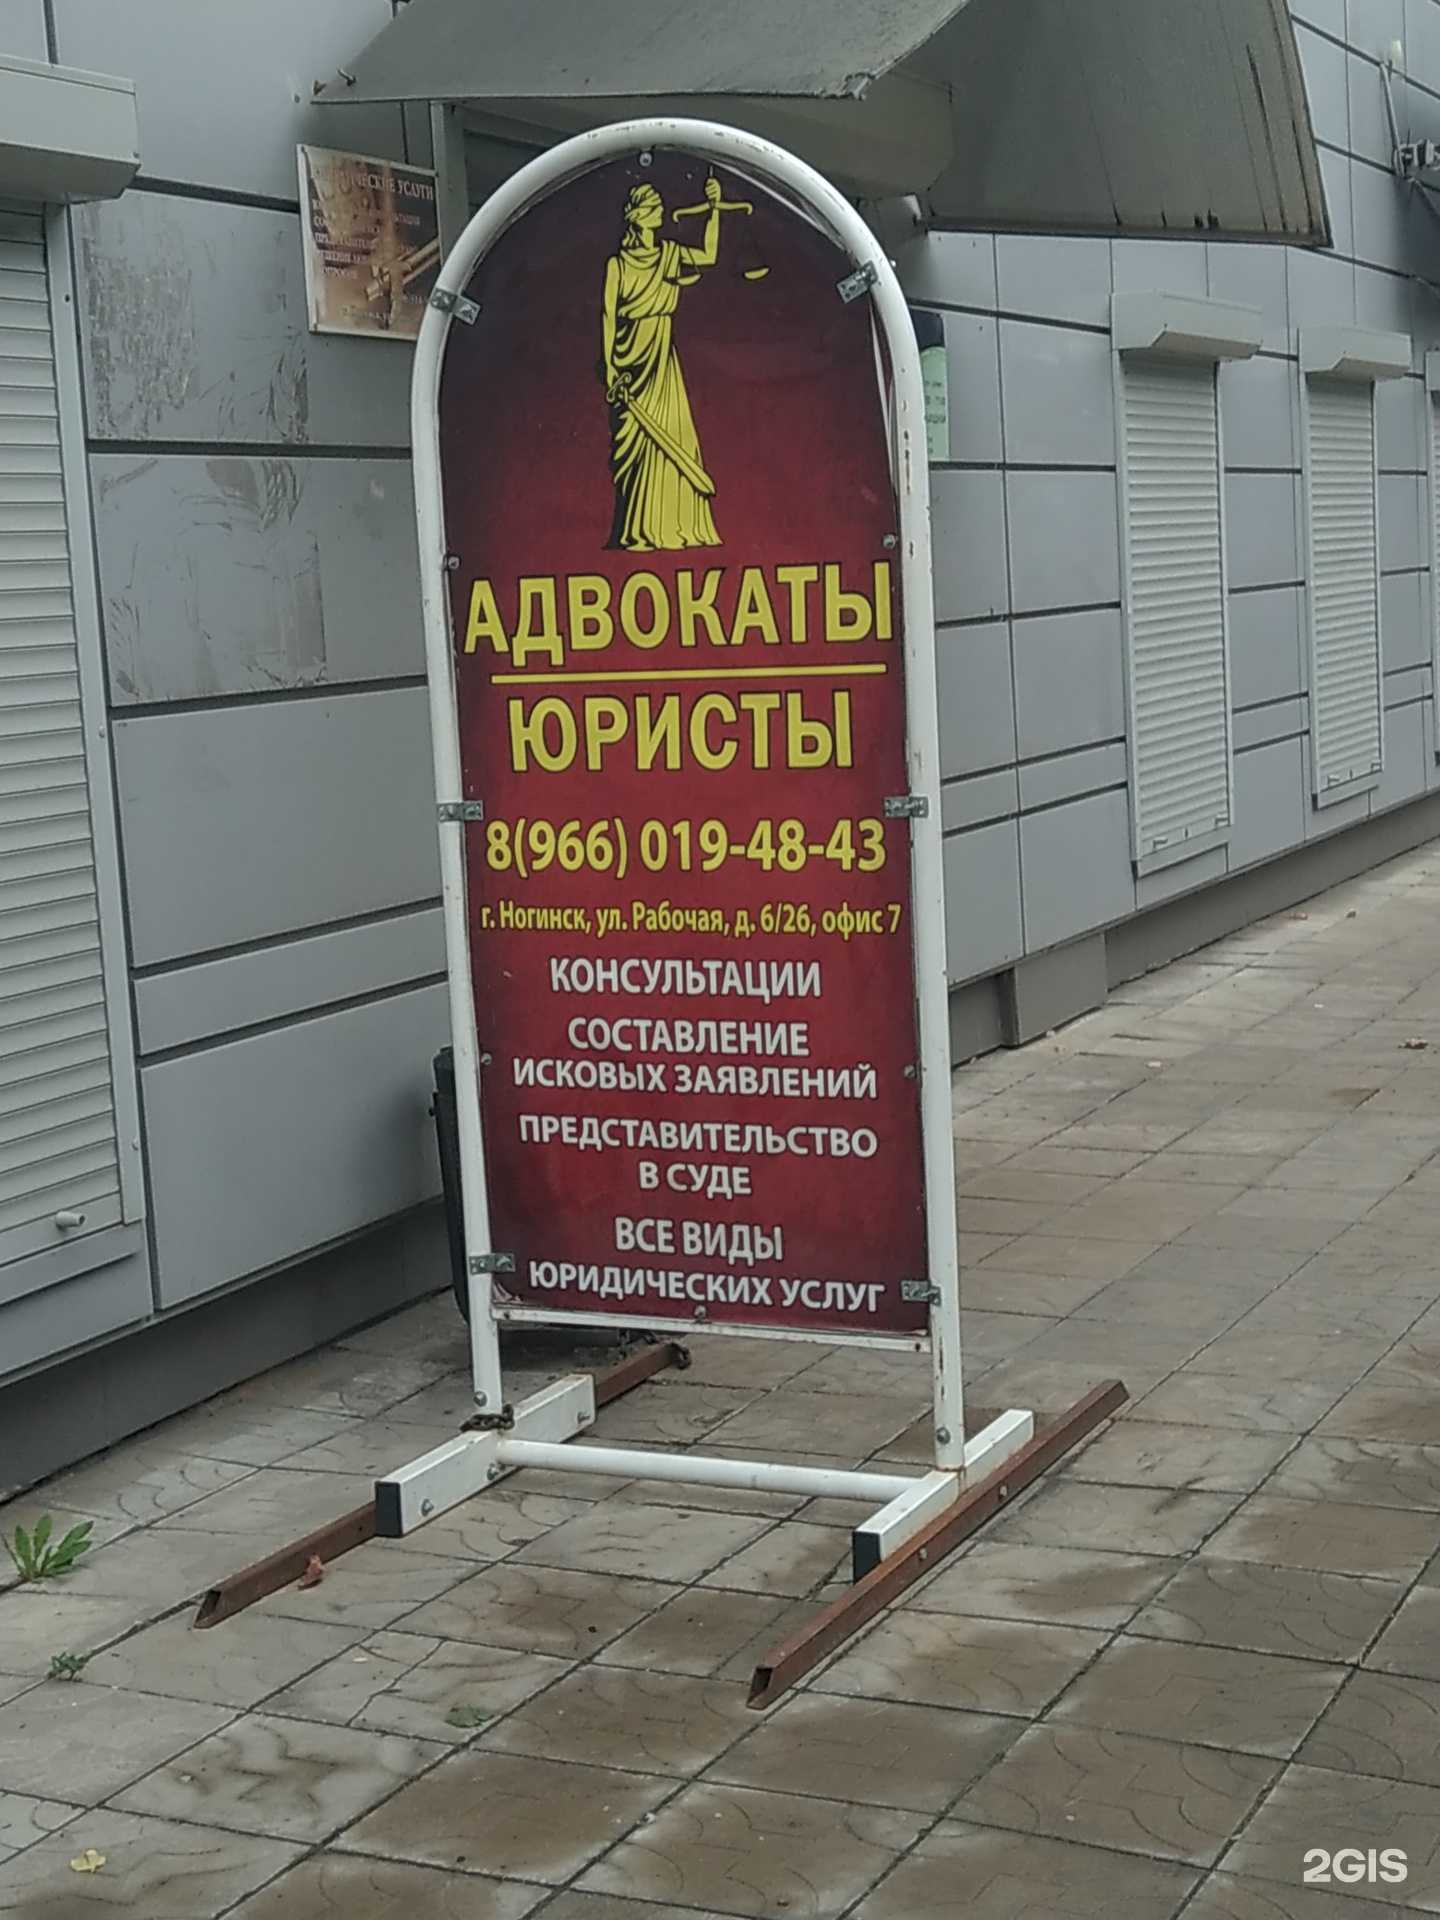 АДВОКАТЫ
ЮРИСТЫ
8(966) 019-48-43
г. Ногинск, ул. Рабочая, д. 6/26, офис 7
КОНСУЛЬТАЦИИ
СОСТАВЛЕНИЕ
ИСКОВЫХ ЗАЯВЛЕНИЙ
ПРЕДСТАВИТЕЛЬСТВО
В СУДЕ
ВСЕ ВИДЫ
ЮРИДИЧЕСКИХ УСЛУГ
УСЛУГИ
2GIS